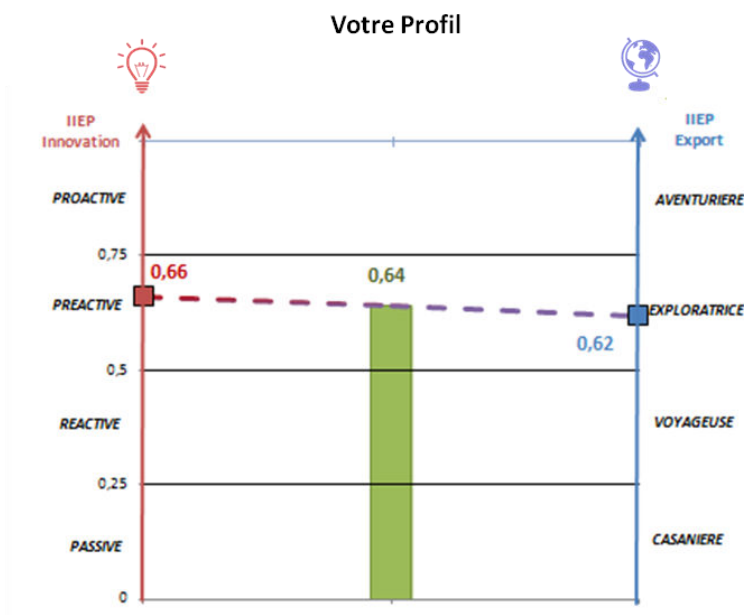 Votre Profil
IIEP
Innovation
IIEP
Export
PROACTIVE
AVENTURIERE
0,75
0,66
0,64
PREACTIVE
EXPLORATRICE
0,62
0,5
REACTIVE
VOYAGEUSE
0,25
PASSIVE
CASANIERE
0